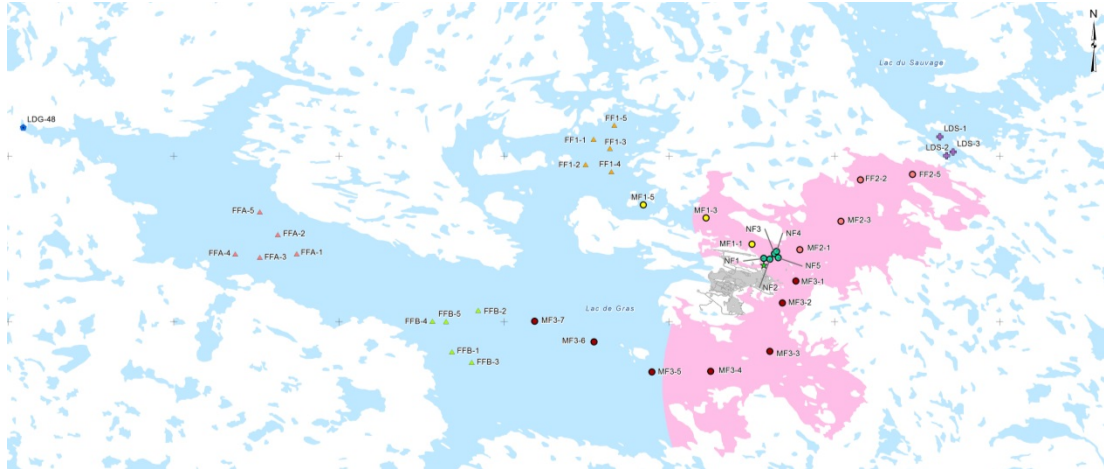 N
Lac du Sauvage
LDG-48
FF1-5
LDS-1
FF1-1
FF1-3
LDS-2
LDS-3
FF1-2
FF1-4
FF2-2
FF2-5
MF1-5
FFA-5
MF1-3
MF2-3
NF3
NF4
FFA-2
MF1-1
MF2-1
FFA-4
FFA-1
FFA-3
NF1
NF5
MF3-1
NF2
MF3-2
Lac de Gras
FFB-2
FFB-5
FFB-4
MF3-7
MF3-6
FFB-1
MF3-3
FFB-3
MF3-5
MF3-4